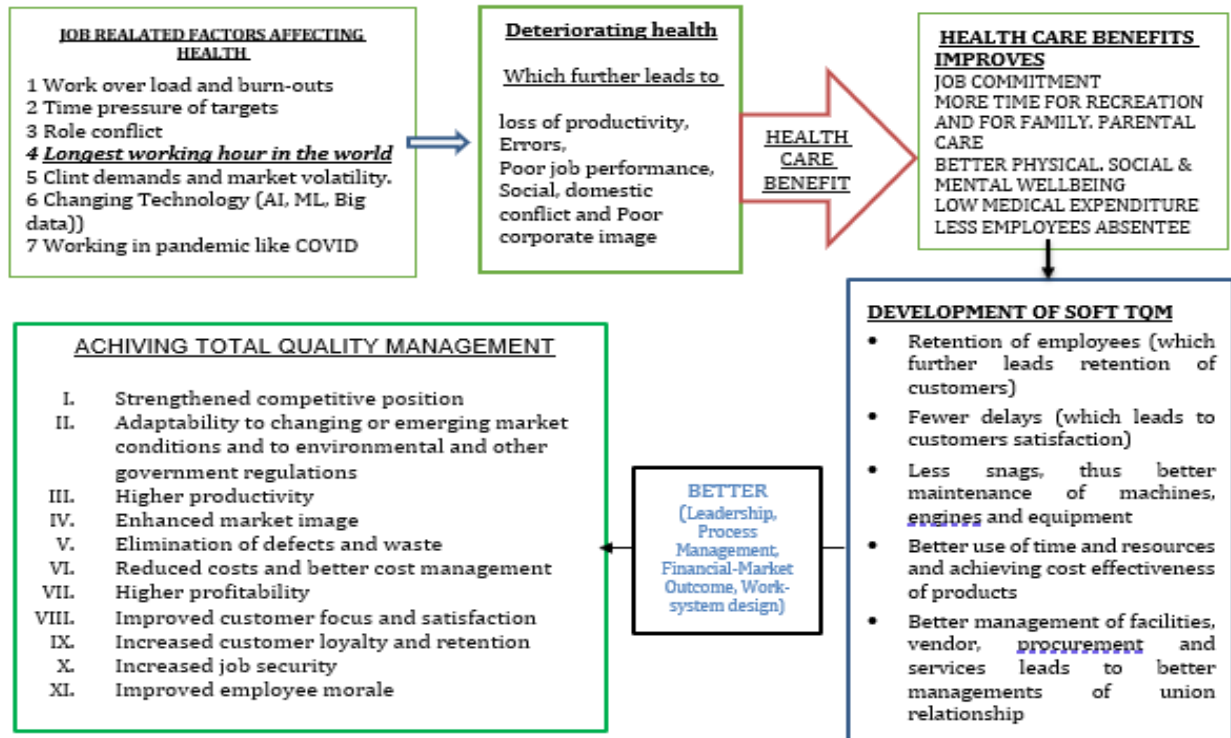 JOB REALATED FACTORS AFFECTING
HEALTH
1 Work over load and burn-outs
2 Time pressure of targets
3 Role conflict
4 Longest working hour in the world
5 Clint demands and market volatility.
6 Changing Technology (AI, ML, Big
data))
7 Working in pandemic like COVID
Deteriorating health
Which further leads to
loss of productivity,
Errors,
Poor job performance,
Social, domestic
conflict and Poor
corporate image
HEALTH
CARE
BENEFIT
HEALTH CARE BENEFITS
IMPROVES
JOB COMMITMENT
MORE TIME FOR RECREATION
AND FOR FAMILY. PARENTAL
CARE
BETTER PHYSICAL. SOCIAL &
MENTAL WELLBEING
LOW MEDICAL EXPENDITURE
LESS EMPLOYEES ABSENTEE
DEVELOPMENT OF SOFT TQM
• Retention of employees (which
further leads retention of
customers)
• Fewer delays (which leads to
customers satisfaction)
• Less snags, thus better
maintenance of machines,
engines and equipment
• Better use of time and resources
and achieving cost effectiveness
of products
• Better management of facilities,
vendor, procurement and
services leads to better
managements of union
relationship
BETTER
(Leadership,
Process
Management,
Financial-Market
Outcome, Work-
system design)
ACHIVING TOTAL QUALITY MANAGEMENT
I. Strengthened competitive position
II. Adaptability to changing or emerging market
conditions and to environmental and other
government regulations
III. Higher productivity
IV. Enhanced market image
V. Elimination of defects and waste
VI. Reduced costs and better cost management
VII. Higher profitability
VIII. Improved customer focus and satisfaction
IX. Increased customer loyalty and retention
X. Increased job security
XI. Improved employee morale